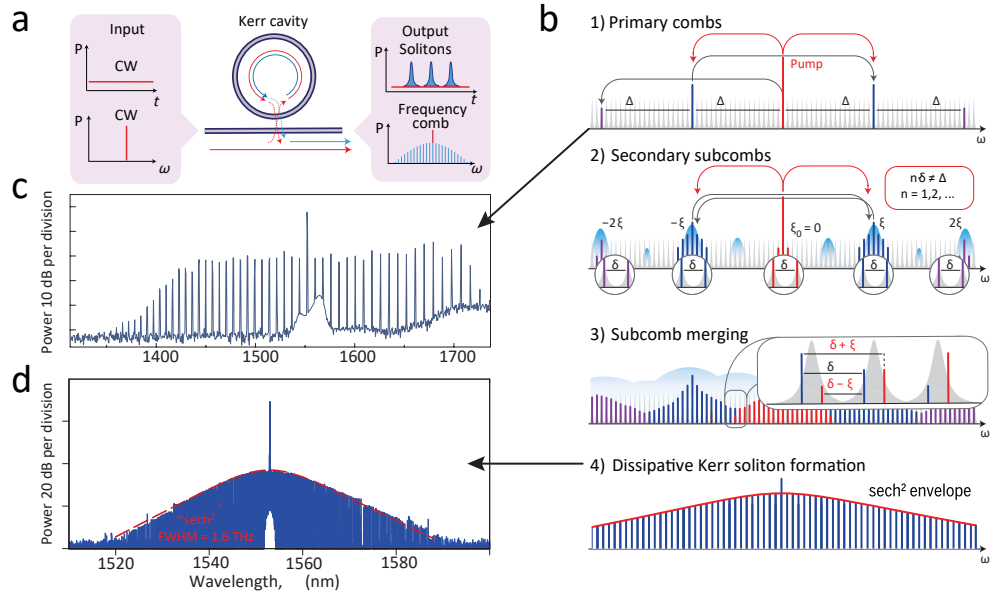 a
Input
P
CW
t
P
CW
ω
Kerr cavity
Output
Solitons
P
t
Frequency
comb
P
ω
b
1) Primary combs
Pump
Δ
Δ
Δ
Δ
ω
2) Secondary subcombs
nδ ≠ Δ
n = 1,2, ...
−2ξ
−ξ
ξ0 = 0
ξ
2ξ
δ
δ
δ
δ
δ
ω
3) Subcomb merging
δ + ξ
δ
δ − ξ
ω
4) Dissipative Kerr soliton formation
sech² envelope
ω
c
Power 10 dB per division
1400
1500
1600
1700
d
Power 20 dB per division
~sech²
FWHM = 1.6 THz
1520
1540
1560
1580
Wavelength, (nm)